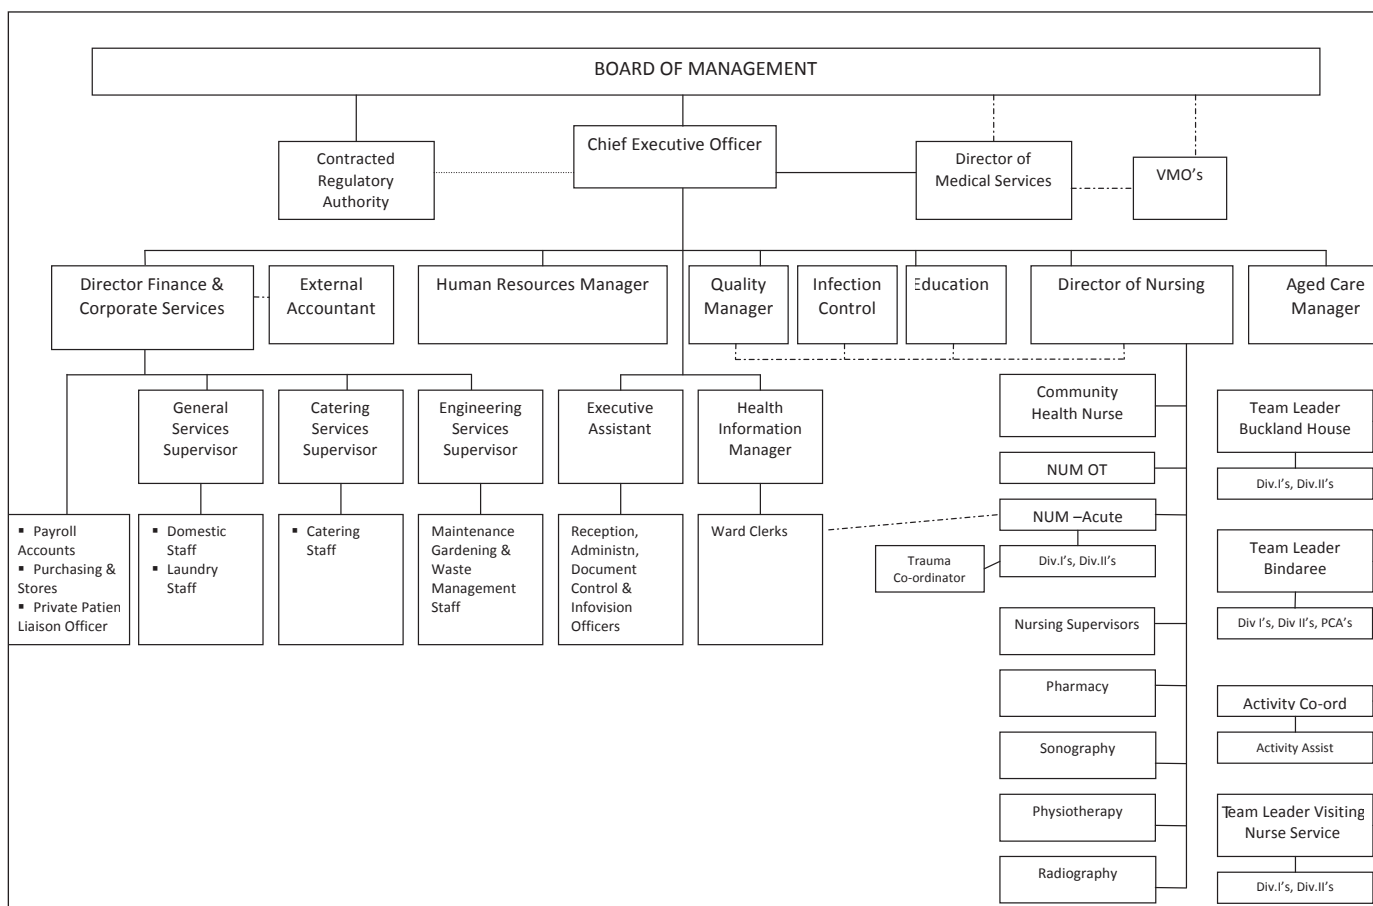 BOARD OF MANAGEMENT
Chief Executive Officer
Contracted
Regulatory
Authority
Director of
Medical Services
VMO's
Director Finance &
Corporate Services
External
Accountant
Human Resources Manager
Quality
Manager
Infection
Control
Education
Director of Nursing
Aged Care
Manager
General
Services
Supervisor
Catering
Services
Supervisor
Engineering
Services
Supervisor
Executive
Assistant
Health
Information
Manager
Community
Health Nurse
Team Leader
Buckland House
NUM OT
Div.I's, Div.II's
▪ Payroll
Accounts
▪ Purchasing &
Stores
▪ Private Patien
Liaison Officer
▪ Domestic
Staff
▪ Laundry
Staff
▪ Catering
Staff
Maintenance
Gardening &
Waste
Management
Staff
Reception,
Administn,
Document
Control &
Infovision
Officers
Ward Clerks
NUM –Acute
Trauma
Co-ordinator
Div.I's, Div.II's
Team Leader
Bindaree
Div I's, Div II's, PCA's
Nursing Supervisors
Pharmacy
Activity Co-ord
Sonography
Activity Assist
Physiotherapy
Team Leader Visiting
Nurse Service
Radiography
Div.I's, Div.II's